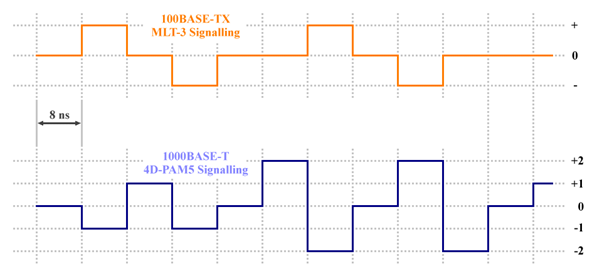 100BASE-TX
MLT-3 Signalling
+
0
-
8 ns
1000BASE-T
4D-PAM5 Signalling
+2
+1
0
-1
-2